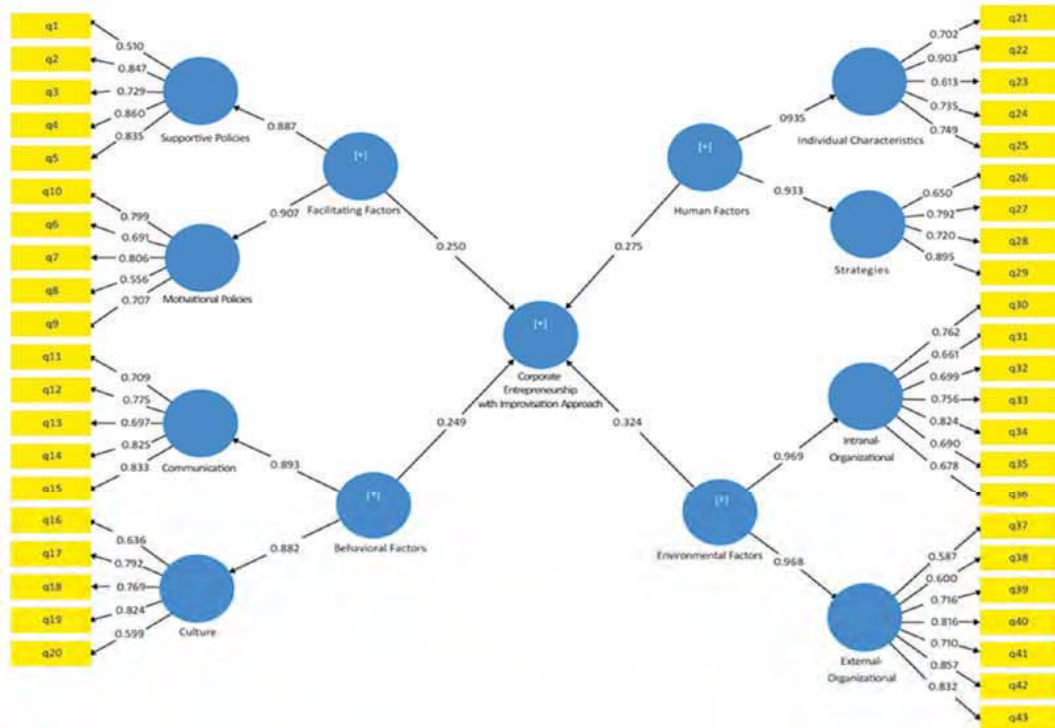 q1
q2
q3
q4
q5
q10
q6
q7
q8
q9
q11
q12
q13
q14
q15
q16
q17
q18
q19
q20
0.510
0.847
0.729
0.860
0.835
Supportive Policies
0.799
0.691
0.806
0.556
0.707
Motivational Policies
0.709
0.775
0.697
0.825
0.833
Communication
0.636
0.792
0.769
0.824
0.599
Culture
0.887
[+]
Facilitating Factors
0.907
0.250
0.893
[+]
Behavioral Factors
0.882
0.249
[+]
Corporate
Entrepreneurship
with Improvisation Approach
0.275
0.324
[+]
Human Factors
0935
0.933
[+]
Environmental Factors
0.969
0.968
0.702
0.903
0.613
0.735
0.749
Individual Characteristics
0.650
0.792
0.720
0.895
Strategies
0.762
0.661
0.699
0.756
0.824
0.690
0.678
Intranal-
Organizational
0.587
0.600
0.716
0.816
0.710
0.857
0.832
External-
Organizational
q21
q22
q23
q24
q25
q26
q27
q28
q29
q30
q31
q32
q33
q34
q35
q36
q37
q38
q39
q40
q41
q42
q43